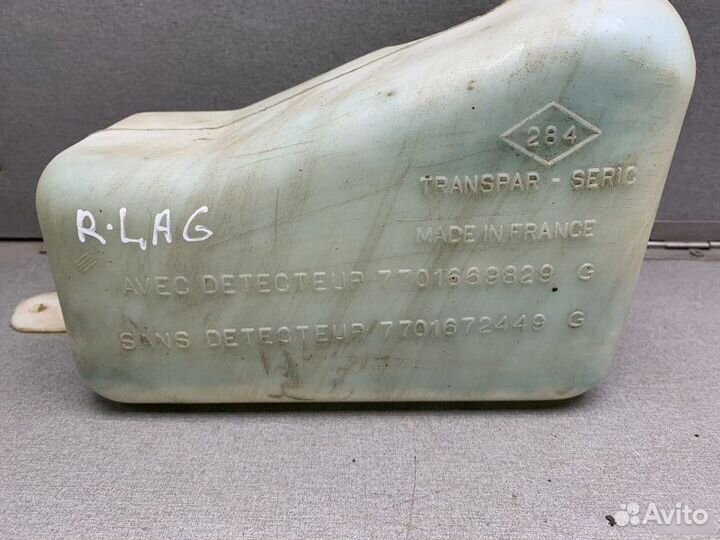 284
TRANSPAR - SERIC
MADE IN FRANCE
R.LAG
AVEC DETECTEUR 7701669829 G
SANS DETECTEUR 7701672449 G
Avito